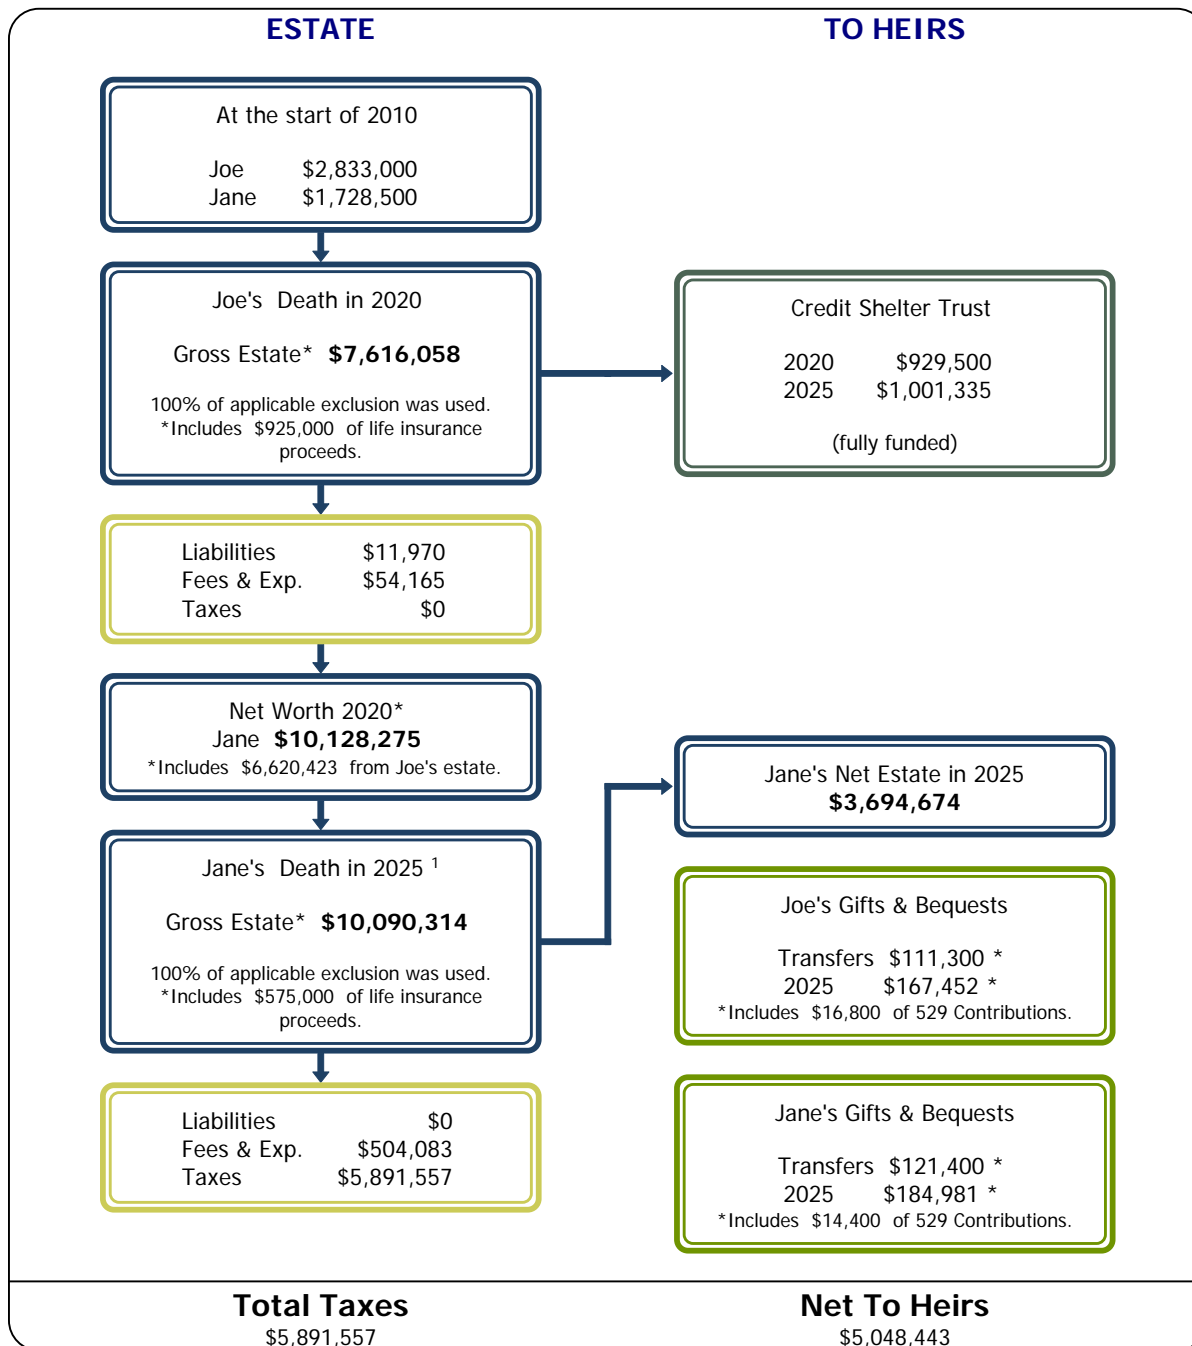 ESTATE
TO HEIRS
At the start of 2010
Joe $2,833,000
Jane $1,728,500
Joe's Death in 2020
Gross Estate* $7,616,058
100% of applicable exclusion was used.
*Includes $925,000 of life insurance
proceeds.
Credit Shelter Trust
2020 $929,500
2025 $1,001,335
(fully funded)
Liabilities $11,970
Fees & Exp. $54,165
Taxes $0
Net Worth 2020*
Jane $10,128,275
*Includes $6,620,423 from Joe's estate.
Jane's Net Estate in 2025
$3,694,674
Jane's Death in 2025 1
Gross Estate* $10,090,314
100% of applicable exclusion was used.
*Includes $575,000 of life insurance
proceeds.
Joe's Gifts & Bequests
Transfers $111,300 *
2025 $167,452 *
*Includes $16,800 of 529 Contributions.
Liabilities $0
Fees & Exp. $504,083
Taxes $5,891,557
Jane's Gifts & Bequests
Transfers $121,400 *
2025 $184,981 *
*Includes $14,400 of 529 Contributions.
Total Taxes
$5,891,557
Net To Heirs
$5,048,443